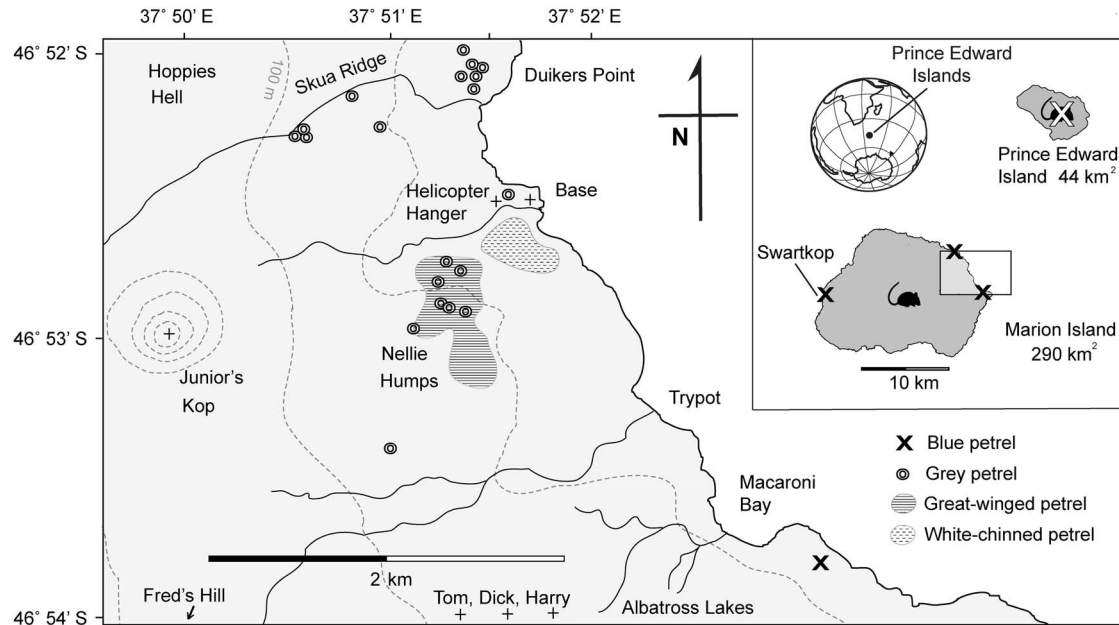 37° 50' E
37° 51' E
37° 52' E
46° 52' S
46° 53' S
46° 54' S
Hoppies
Hell
100 m
Skua Ridge
Duikers Point
N
Helicopter
Hanger
Base
Junior's
Kop
Nellie
Humps
Trypot
Macaroni
Bay
2 km
Fred's Hill
Tom, Dick, Harry
Albatross Lakes
Prince Edward
Islands
Prince Edward
Island 44 km²
Swartkop
Marion Island
290 km²
10 km
Blue petrel
Grey petrel
Great-winged petrel
White-chinned petrel